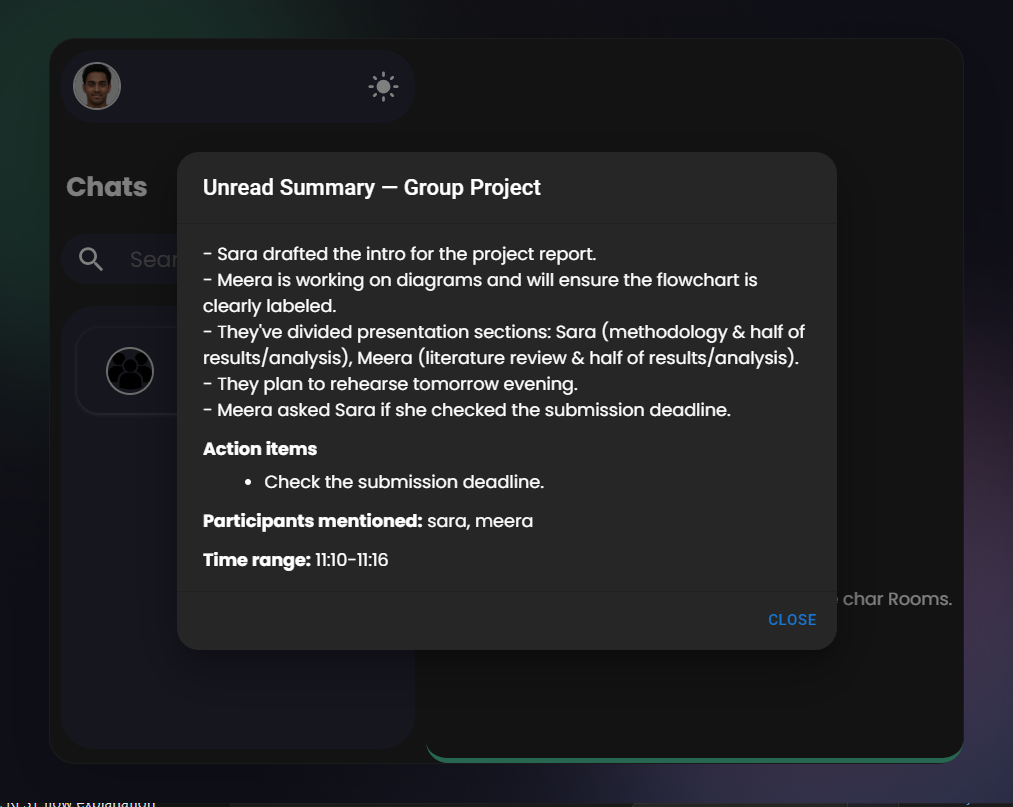 Chats
Unread Summary — Group Project
Sear
- Sara drafted the intro for the project report.
- Meera is working on diagrams and will ensure the flowchart is
clearly labeled.
- They've divided presentation sections: Sara (methodology & half of
results/analysis), Meera (literature review & half of results/analysis).
- They plan to rehearse tomorrow evening.
- Meera asked Sara if she checked the submission deadline.
Action items
• Check the submission deadline.
Participants mentioned: sara, meera
Time range: 11:10-11:16
char Rooms.
CLOSE